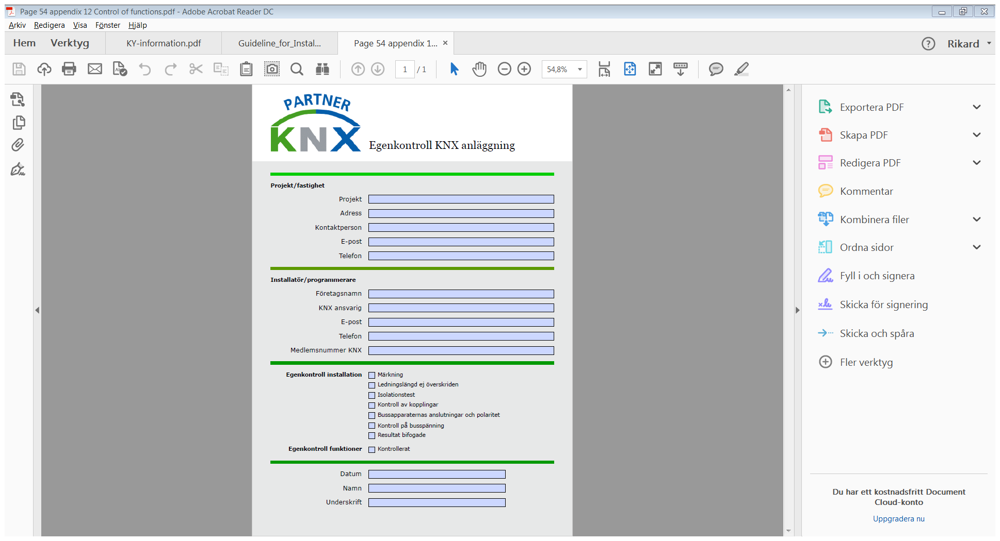 Page 54 appendix 12 Control of functions.pdf - Adobe Acrobat Reader DC
Arkiv Redigera Visa Fönster Hjälp
Hem Verktyg KY-information.pdf Guideline_for_Instal... Page 54 appendix 1... × ? Rikard
1 / 1 54,8%
PARTNER
KNX
Egenkontroll KNX anläggning
Projekt/fastighet
Projekt
Adress
Kontaktperson
E-post
Telefon
Installatör/programmerare
Företagsnamn
KNX ansvarig
E-post
Telefon
Medlemsnummer KNX
Egenkontroll installation Märkning
Ledningslängd ej överskriden
Isolationstest
Kontroll av kopplingar
Bussapparaternas anslutningar och polaritet
Kontroll på busspänning
Resultat bifogade
Egenkontroll funktioner Kontrollerat
Datum
Namn
Underskrift
Exportera PDF
Skapa PDF
Redigera PDF
Kommentar
Kombinera filer
Ordna sidor
Fyll i och signera
Skicka för signering
Skicka och spåra
Fler verktyg
Du har ett kostnadsfritt Document
Cloud-konto
Uppgradera nu